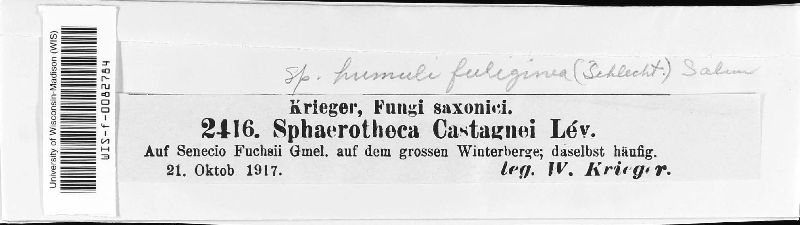 University of Wisconsin-Madison (WIS)
WIS-f-0082784
Sp. humuli fuliginea (Schlecht.) Salm
Krieger, Fungi saxonici.
2416. Sphaerotheca Castagnei Lév.
Auf Senecio Fuchsii Gmel. auf dem grossen Winterberge; daselbst häufig.
21. Oktob 1917.
leg. W. Krieger.